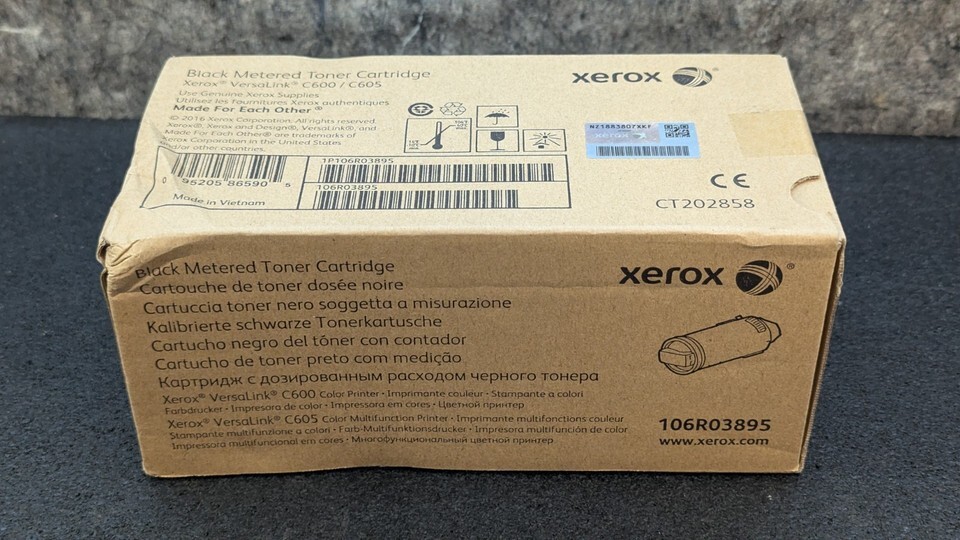 Black Metered Toner Cartridge
Xerox® VersaLink® C600 / C605
Use Genuine Xerox Supplies
Utilisez les Fournitures Xerox authentiques
Made For Each Other ®
© 2016 Xerox Corporation. All rights reserved.
Xerox®, Xerox and Design®, VersaLink®, and
Made For Each Other® are trademarks of
Xerox Corporation in the United States
and/or other countries.
xerox ®
NZ1883807XKF
xerox
1P106R03895
95205 86590 5
106R03895
Made in Vietnam
CE
CT202858
Black Metered Toner Cartridge
Cartouche de toner dosée noire
Cartuccia toner nero soggetta a misurazione
Kalibrierte schwarze Tonerkartusche
Cartucho negro del tóner con contador
Cartucho de toner preto com medição
Картридж с дозированным расходом черного тонера
Xerox® VersaLink® C600 Color Printer • Imprimante couleur • Stampante a colori
Farbdrucker • Impresora de color • Impressora em cores • Цветной принтер
Xerox® VersaLink® C605 Color Multifunction Printer • Imprimante multifonctions couleur
Stampante multifunzione a colori • Farb-Multifunktionsdrucker • Impresora multifunción de color
Impressora multifuncional em cores • Многофункциональный цветной принтер
xerox ®
106R03895
www.xerox.com